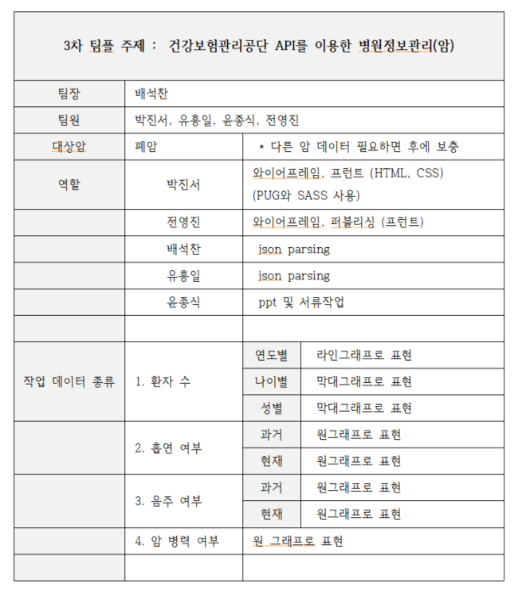 3차 팀플 주제 : 건강보험관리공단 API를 이용한 병원정보관리(암)
팀장 배석찬
팀원 박진서, 유홍일, 윤종식, 전영진
대상암 폐암 * 다른 암 데이터 필요하면 후에 보충
역할 박진서 와이어프레임, 프런트 (HTML, CSS)
(PUG와 SASS 사용)
전영진 와이어프레임, 퍼블리싱 (프런트)
배석찬 json parsing
유홍일 json parsing
윤종식 ppt 및 서류작업
작업 데이터 종류 1. 환자 수 연도별 라인그래프로 표현
나이별 막대그래프로 표현
성별 막대그래프로 표현
2. 흡연 여부 과거 원그래프로 표현
현재 원그래프로 표현
3. 음주 여부 과거 원그래프로 표현
현재 원그래프로 표현
4. 암 병력 여부 원 그래프로 표현